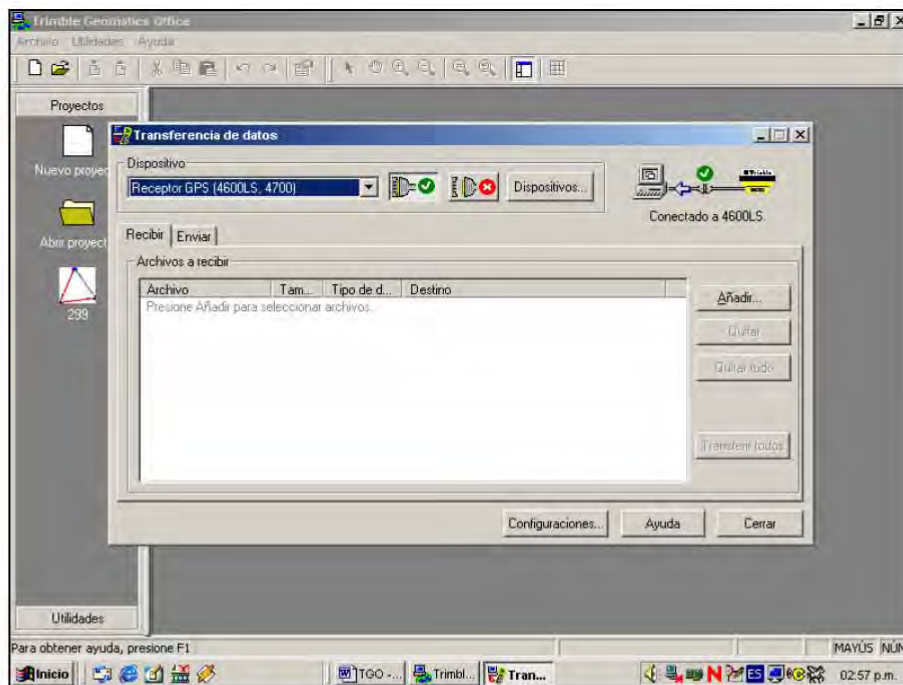 Trimble Geomatics Office
Archivo Utilidades Ayuda
Proyectos
Nuevo proyec
Abrir proyect
299
Utilidades
Transferencia de datos
Dispositivo
Receptor GPS (4600LS, 4700)
Dispositivos...
Trimble
Conectado a 4600LS.
Recibir Enviar
Archivos a recibir
Archivo Tam... Tipo de d... Destino
Presione Añadir para seleccionar archivos.
Añadir...
Quitar
Quitar todo
Transferir todos
Configuraciones... Ayuda Cerrar
Para obtener ayuda, presione F1
MAYÚS NÚM
Inicio TGO -... Trimbl... Tran... ES 02:57 p.m.